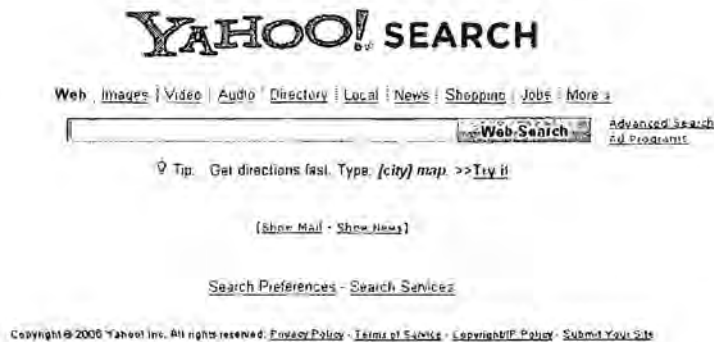 YAHOO! SEARCH
Web Images | Video | Audio | Directory | Local | News | Shopping | Jobs | More »
Web Search
Advanced Search
Ad Programs
Tip: Get directions fast. Type: [city] map. >>Try it
[Show Mail - Show News]
Search Preferences - Search Services
Copyright © 2006 Yahoo! Inc. All rights reserved. Privacy Policy - Terms of Service - Copyright/IP Policy - Submit Your Site